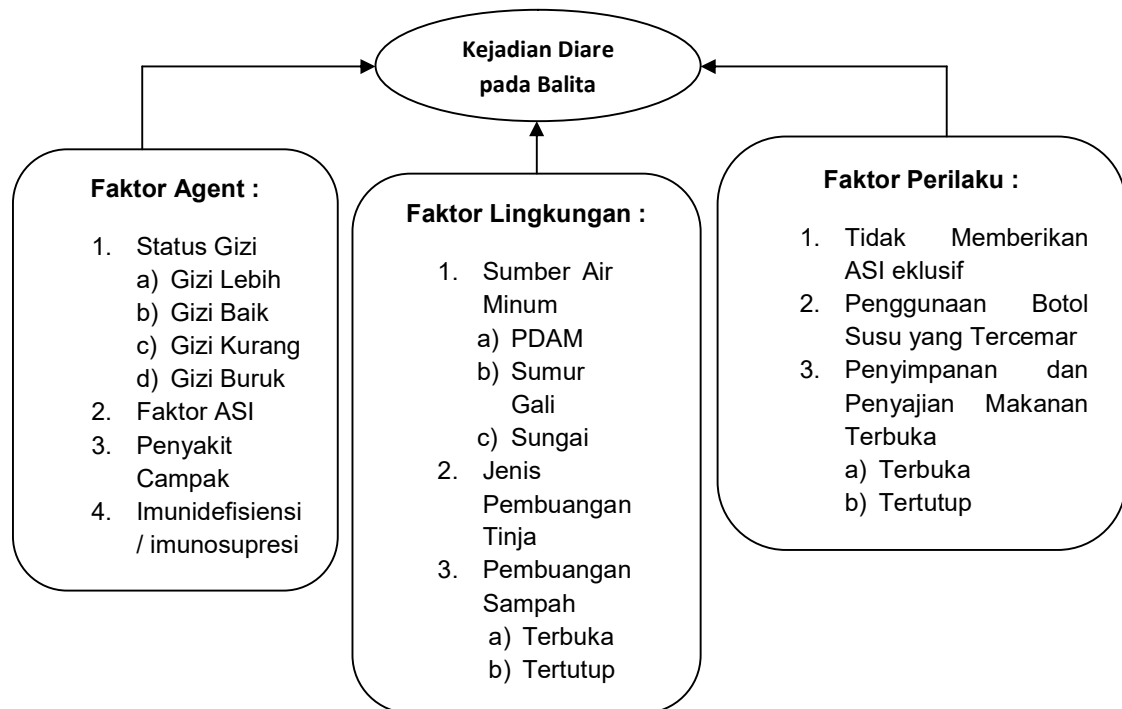 Kejadian Diare
pada Balita
Faktor Agent :
1. Status Gizi
a) Gizi Lebih
b) Gizi Baik
c) Gizi Kurang
d) Gizi Buruk
2. Faktor ASI
3. Penyakit
Campak
4. Imunidefisiensi
/ imunosupresi
Faktor Lingkungan :
1. Sumber Air
Minum
a) PDAM
b) Sumur
Gali
c) Sungai
2. Jenis
Pembuangan
Tinja
3. Pembuangan
Sampah
a) Terbuka
b) Tertutup
Faktor Perilaku :
1. Tidak Memberikan
ASI eklusif
2. Penggunaan Botol
Susu yang Tercemar
3. Penyimpanan dan
Penyajian Makanan
Terbuka
a) Terbuka
b) Tertutup